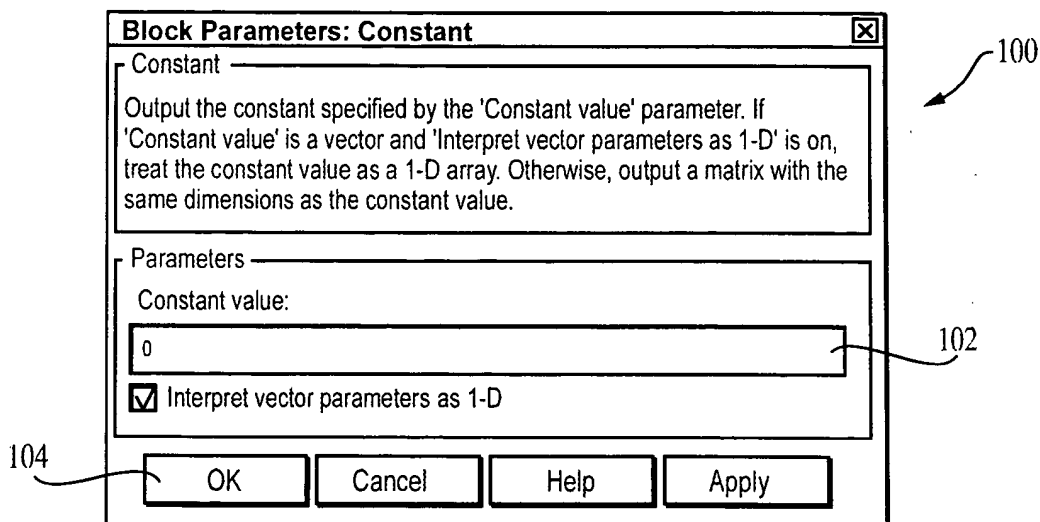 Block Parameters: Constant
100
Constant
Output the constant specified by the 'Constant value' parameter. If
'Constant value' is a vector and 'Interpret vector parameters as 1-D' is on,
treat the constant value as a 1-D array. Otherwise, output a matrix with the
same dimensions as the constant value.
Parameters
Constant value:
0
102
Interpret vector parameters as 1-D
104
OK Cancel Help Apply